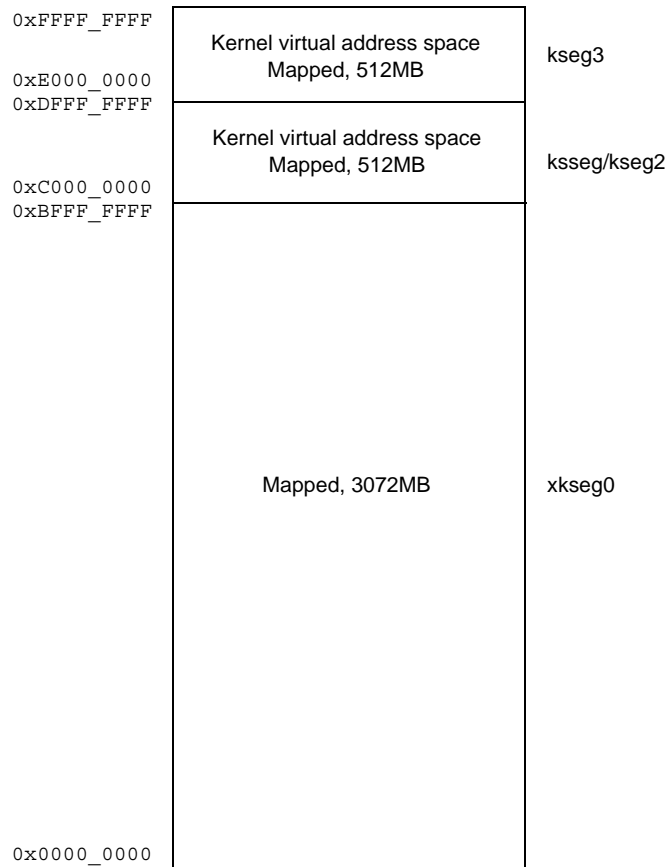 0xFFFF_FFFF
Kernel virtual address space
Mapped, 512MB
kseg3
0xE000_0000
0xDFFF_FFFF
Kernel virtual address space
Mapped, 512MB
ksseg/kseg2
0xC000_0000
0xBFFF_FFFF
Mapped, 3072MB
xkseg0
0x0000_0000